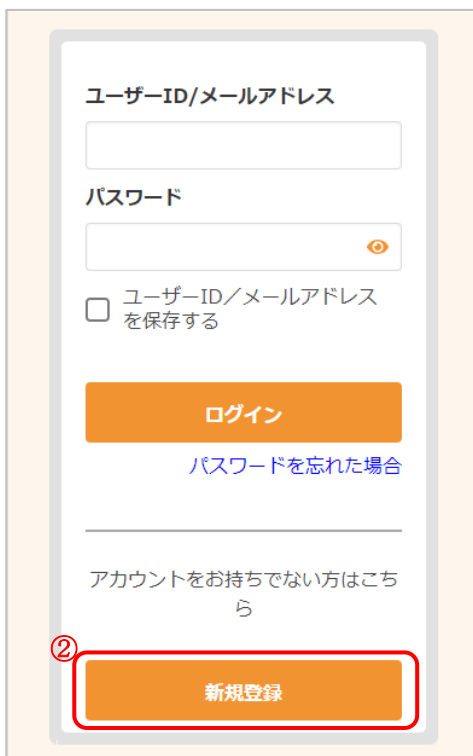 ユーザーID/メールアドレス
パスワード
ユーザーID／メールアドレス
を保存する
ログイン
パスワードを忘れた場合
アカウントをお持ちでない方はこち
ら
②
新規登録